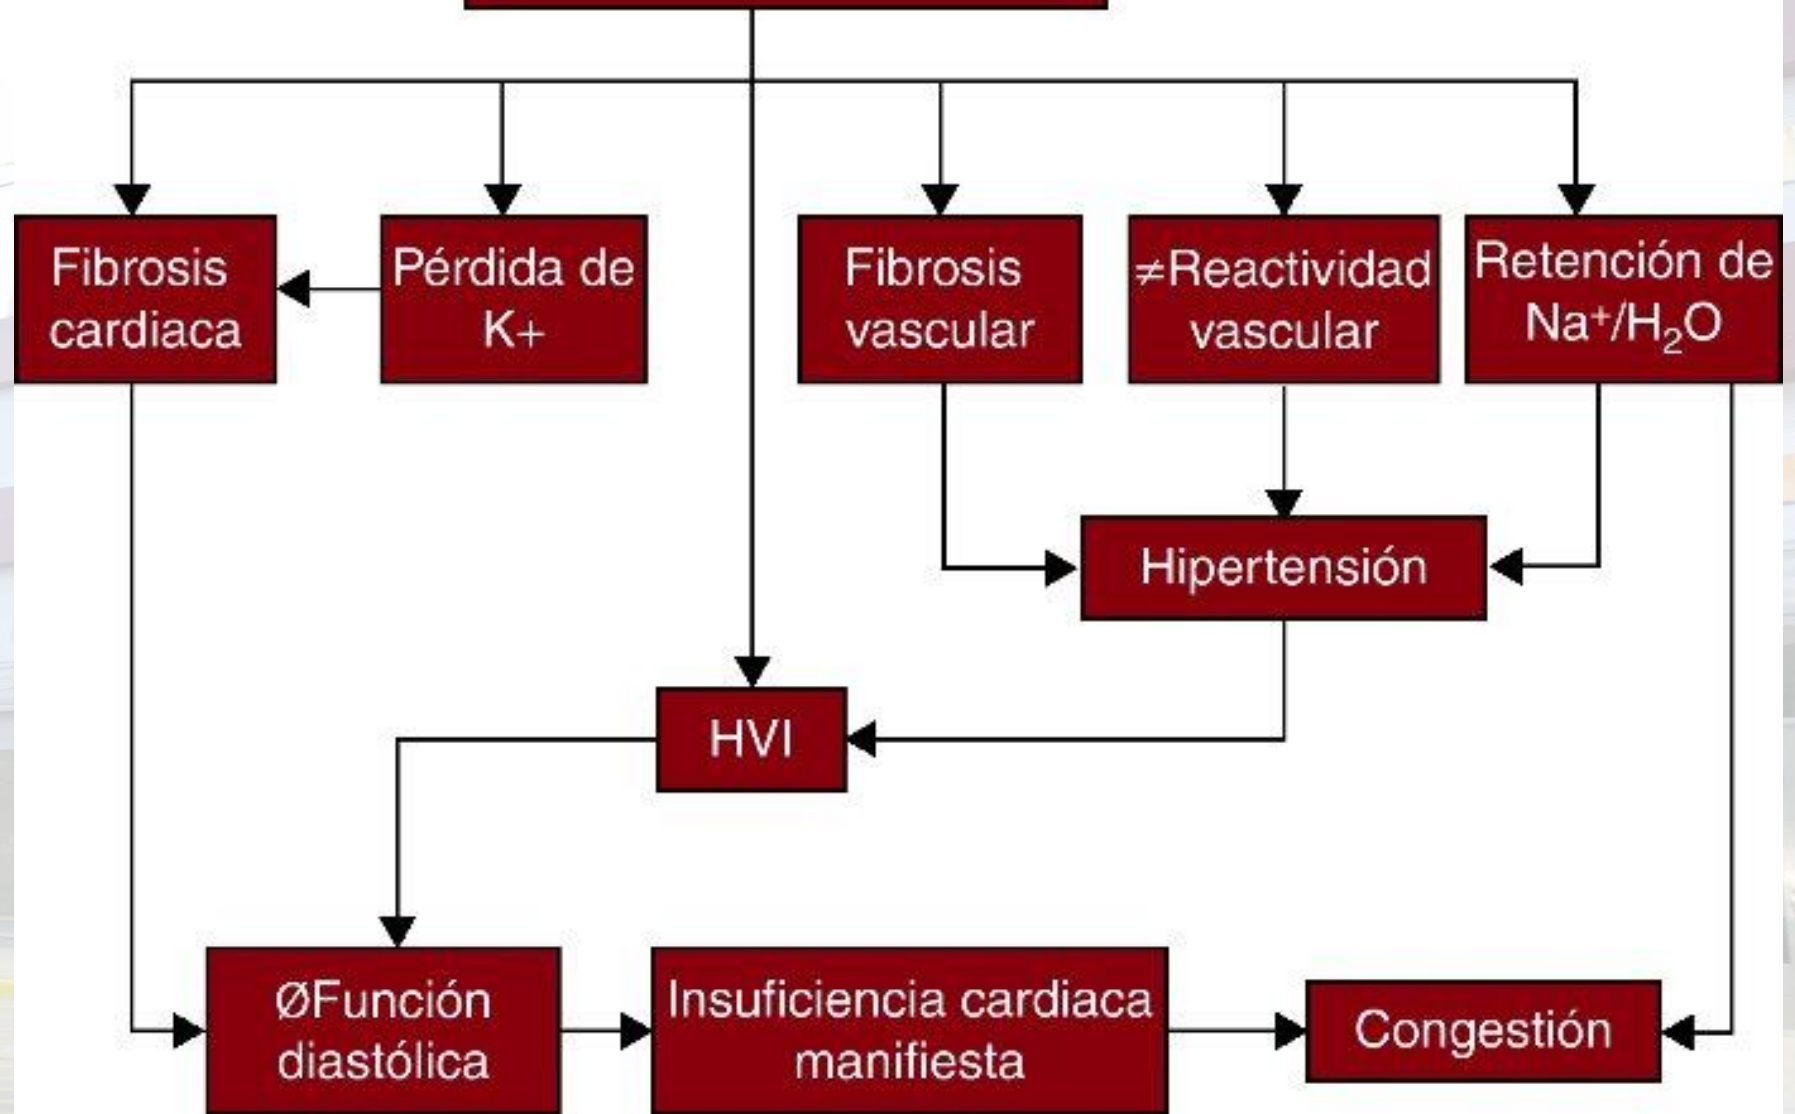 Fibrosis
cardiaca
Pérdida de
K+
Fibrosis
vascular
≠Reactividad
vascular
Retención de
Na⁺/H₂O
Hipertensión
HVI
ØFunción
diastólica
Insuficiencia cardiaca
manifiesta
Congestión